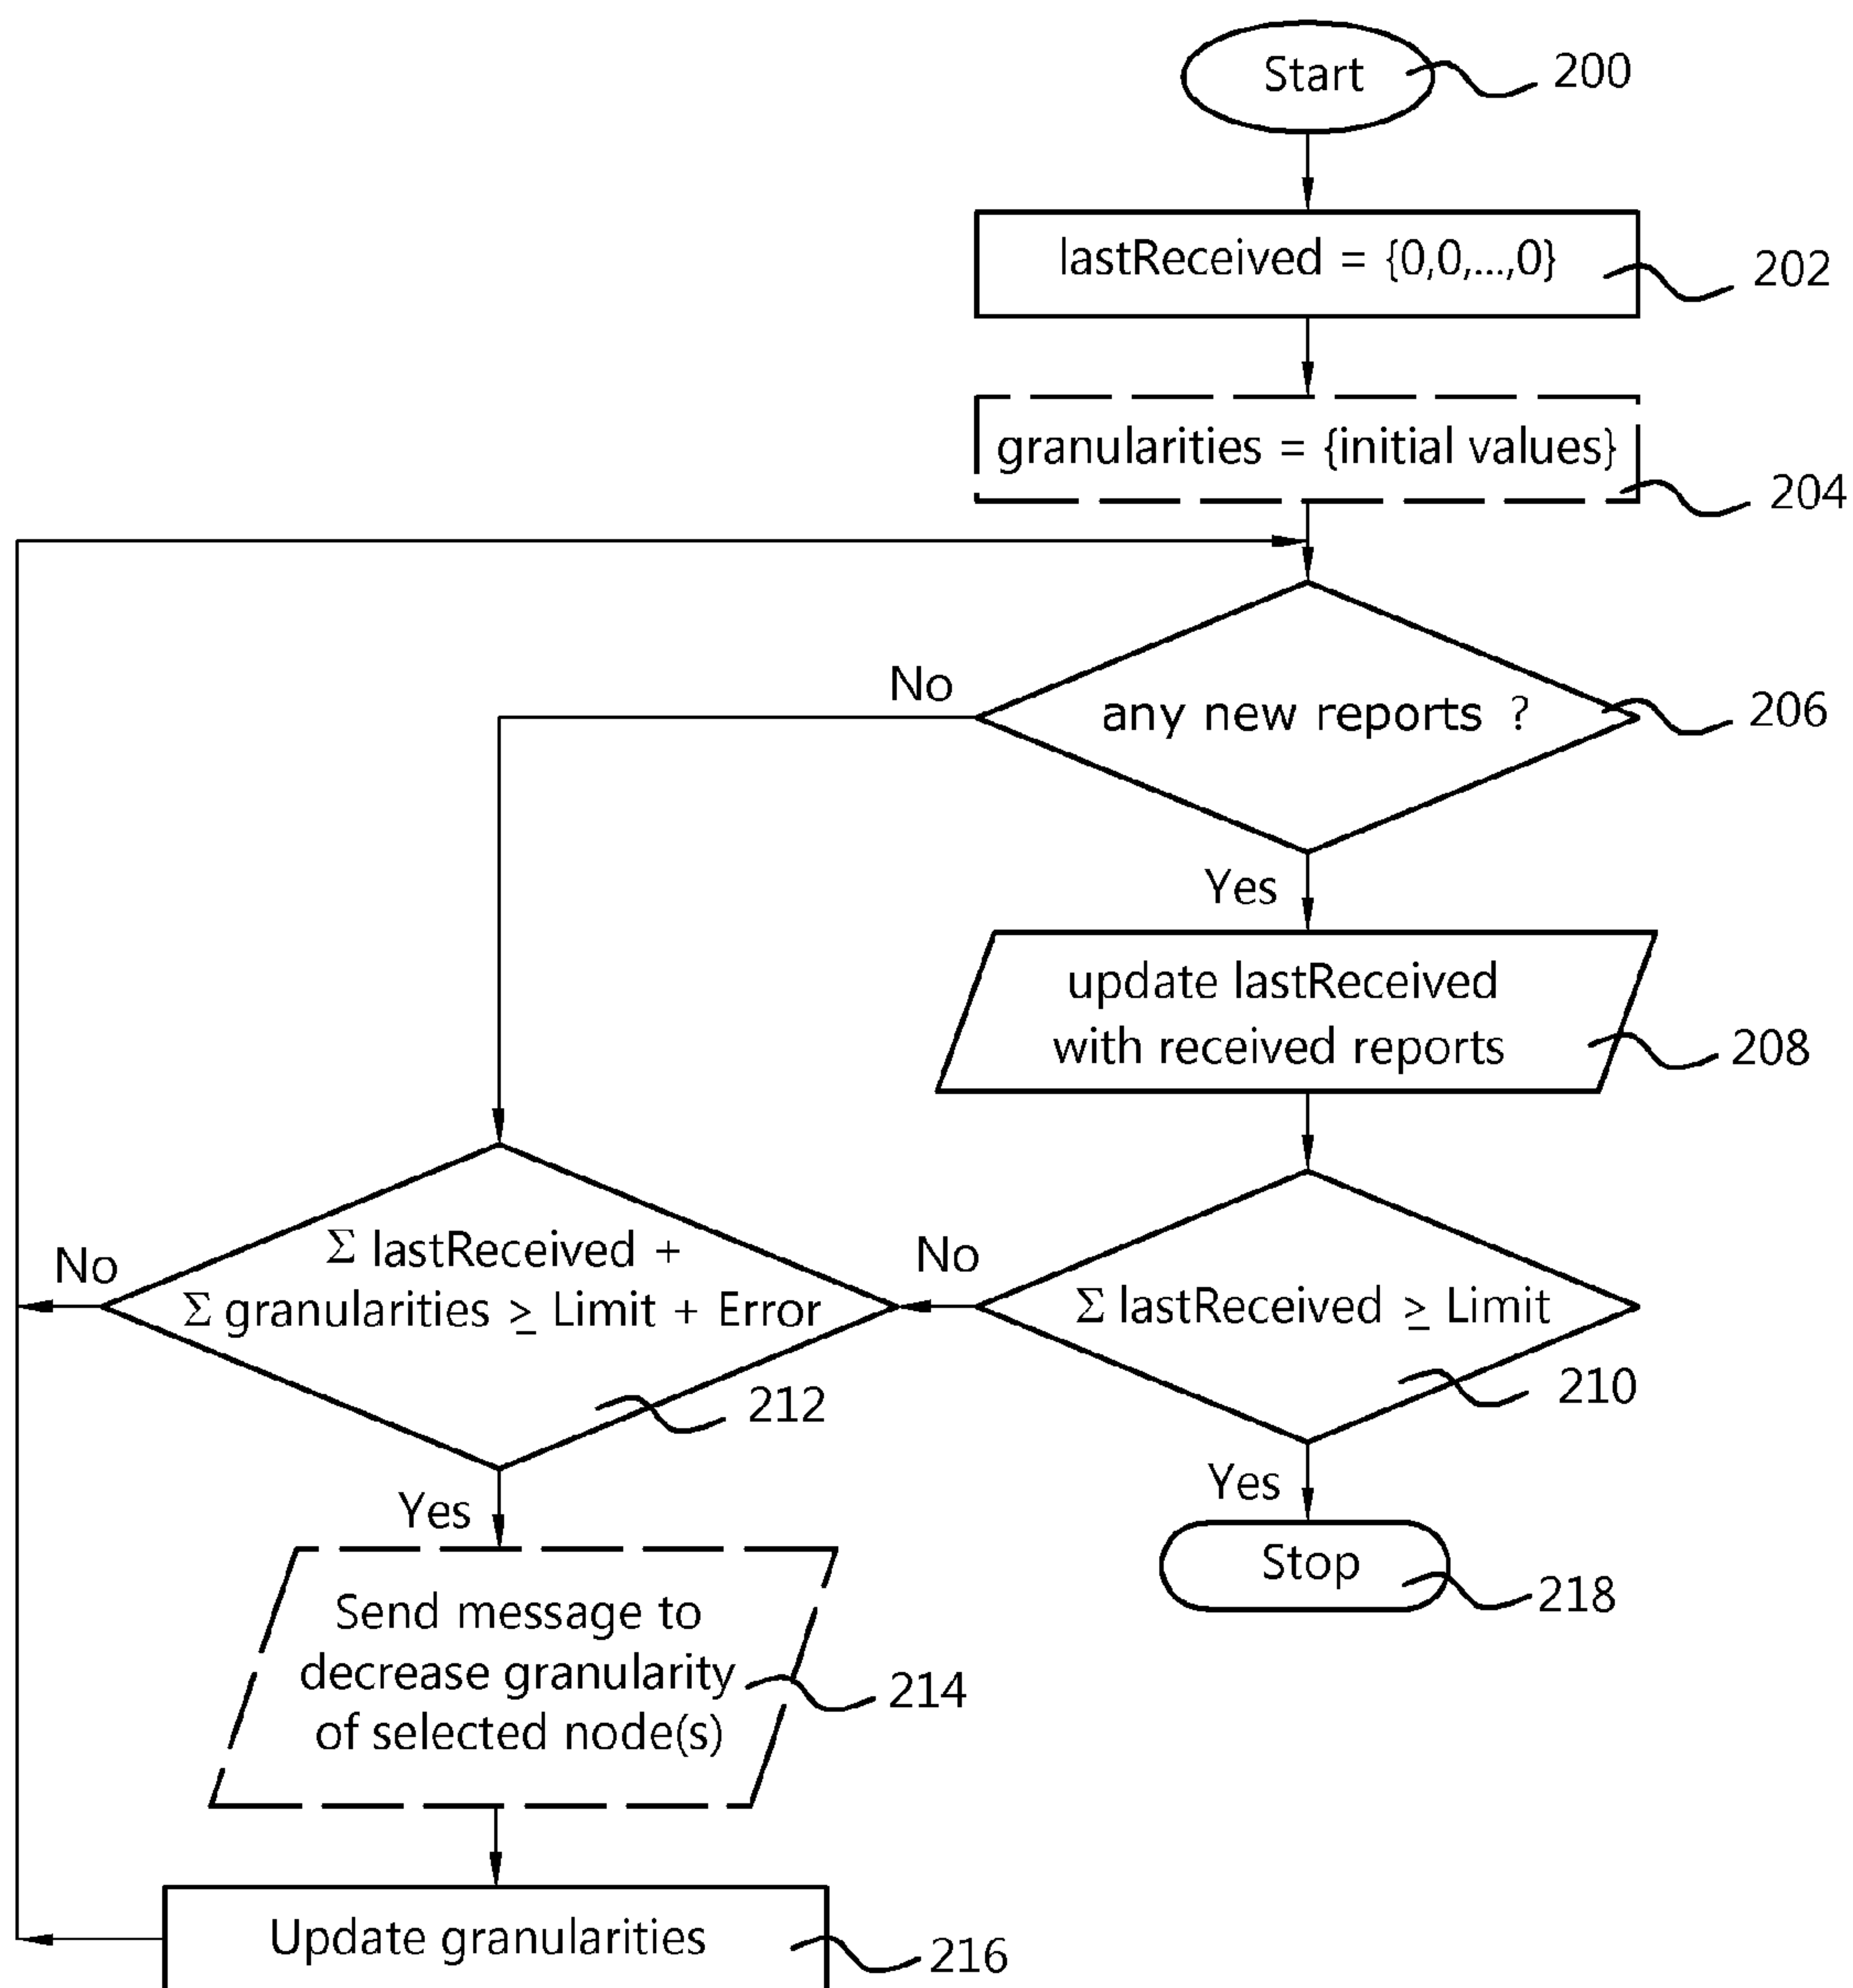 Start
200
lastReceived = {0,0,...,0}
202
granularities = {initial values}
204
No
any new reports ?
206
Yes
update lastReceived
with received reports
208
No
Σ lastReceived +
Σ granularities ≥ Limit + Error
212
No
Σ lastReceived ≥ Limit
210
Yes
Send message to
decrease granularity
of selected node(s)
214
Yes
Stop
218
Update granularities
216